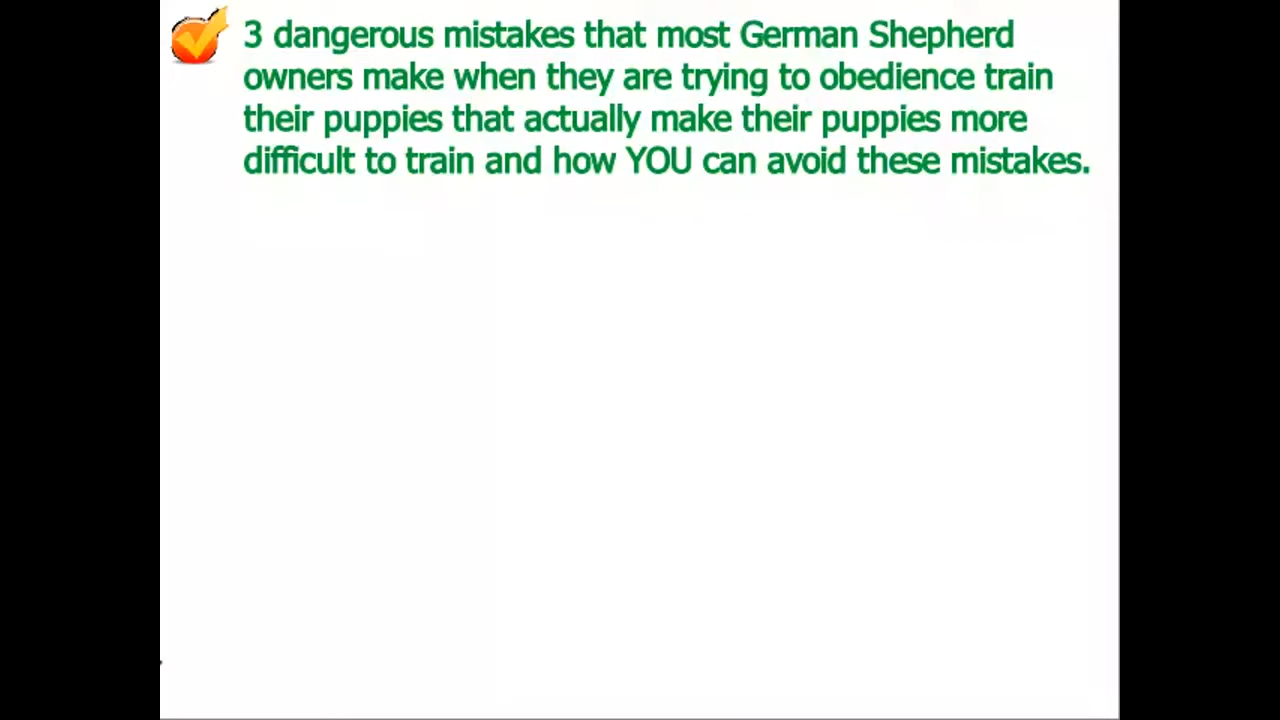 3 dangerous mistakes that most German Shepherd
owners make when they are trying to obedience train
their puppies that actually make their puppies more
difficult to train and how YOU can avoid these mistakes.